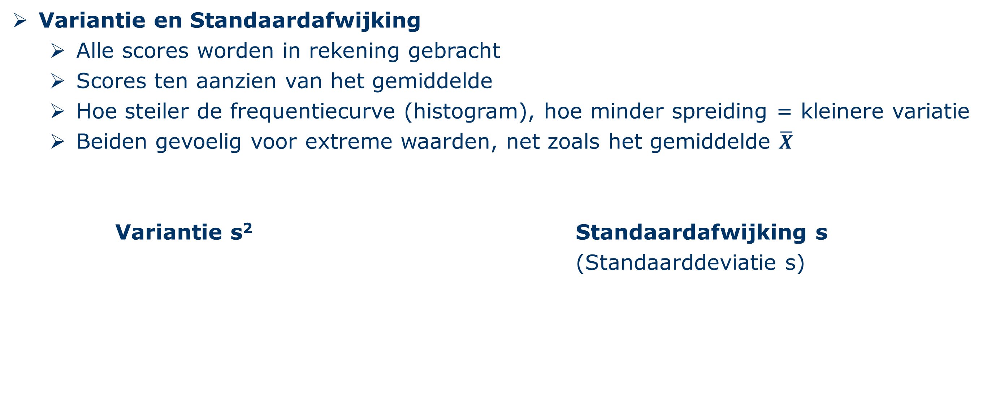 ➢ Variantie en Standaardafwijking
➢ Alle scores worden in rekening gebracht
➢ Scores ten aanzien van het gemiddelde
➢ Hoe steiler de frequentiecurve (histogram), hoe minder spreiding = kleinere variatie
➢ Beiden gevoelig voor extreme waarden, net zoals het gemiddelde X̅
Variantie s² Standaardafwijking s
(Standaarddeviatie s)